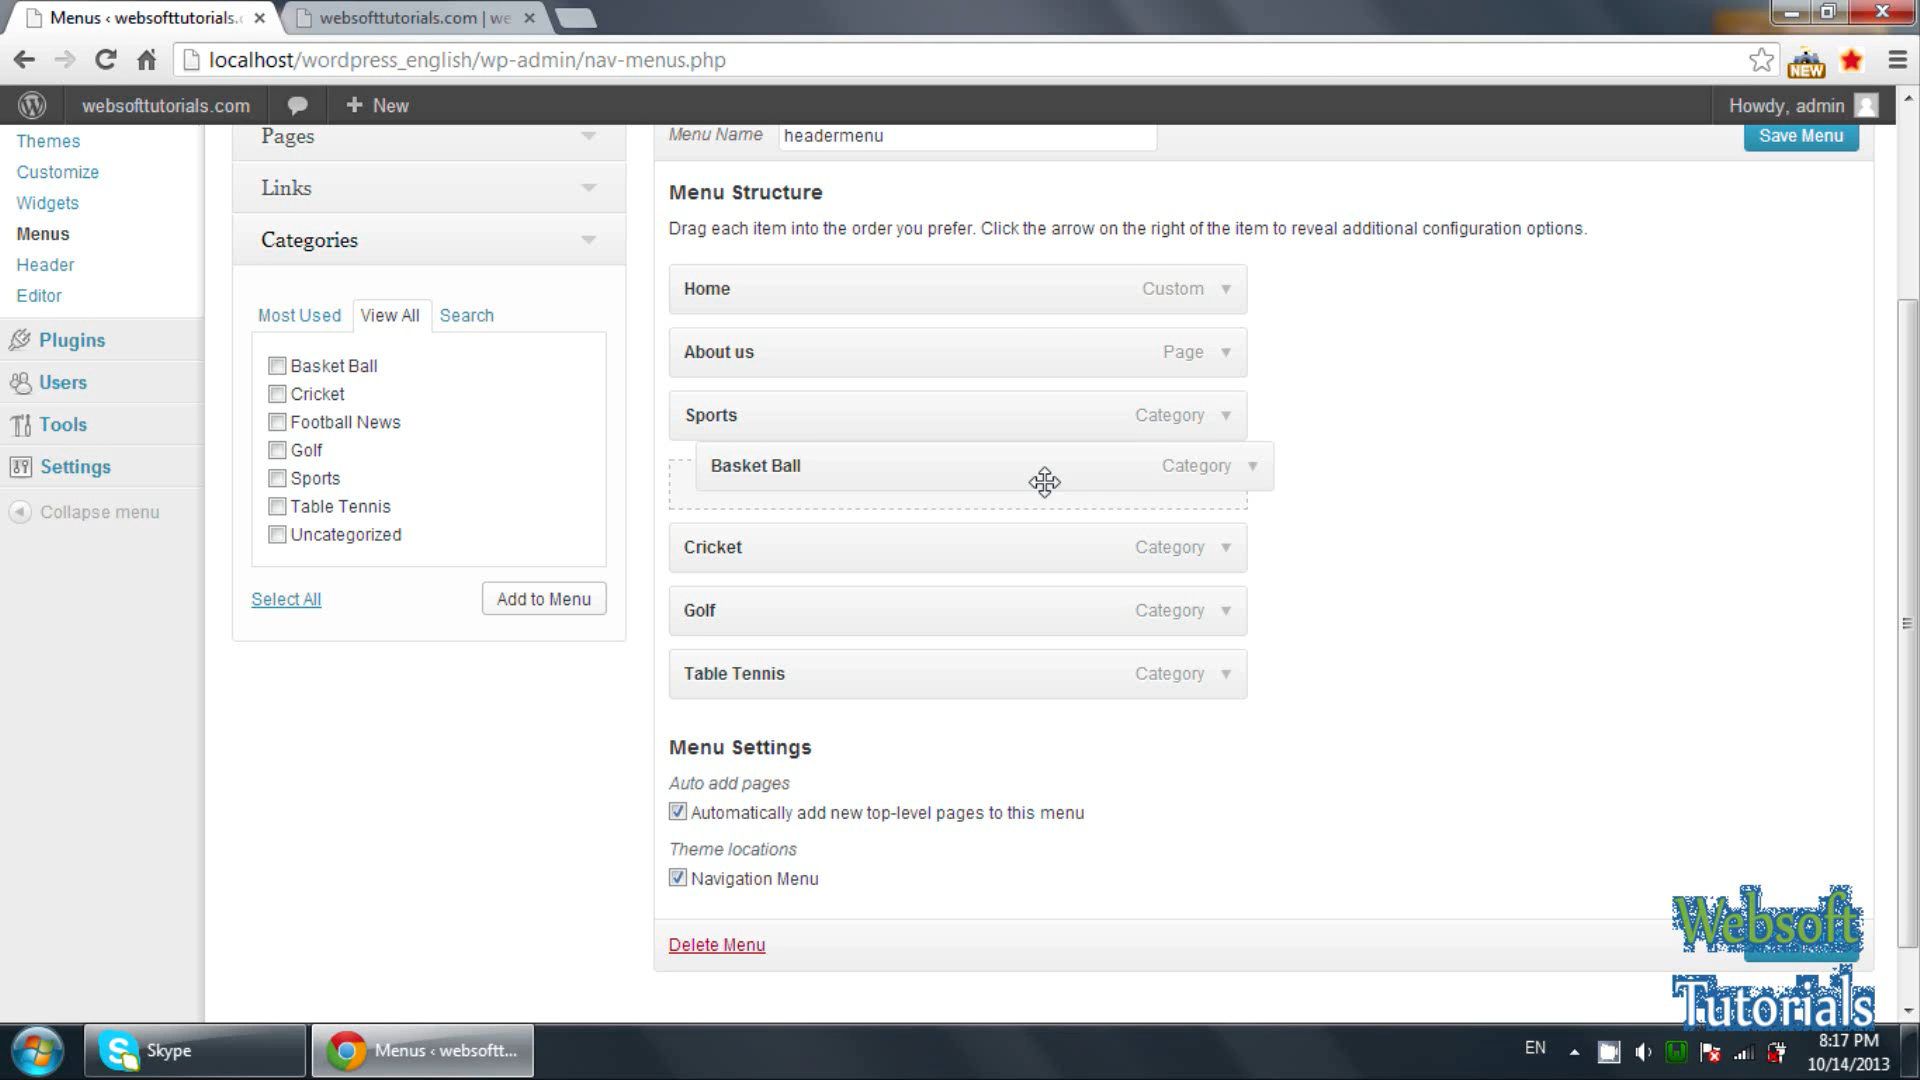 Menus ‹ websofttutorials.
websofttutorials.com | we
localhost/wordpress_english/wp-admin/nav-menus.php
NEW
websofttutorials.com
+ New
Howdy, admin
Themes
Customize
Widgets
Menus
Header
Editor
Plugins
Users
Tools
Settings
Collapse menu
Pages
Links
Categories
Most Used
View All
Search
Basket Ball
Cricket
Football News
Golf
Sports
Table Tennis
Uncategorized
Select All
Add to Menu
Menu Name headermenu
Save Menu
Menu Structure
Drag each item into the order you prefer. Click the arrow on the right of the item to reveal additional configuration options.
Home Custom
About us Page
Sports Category
Basket Ball Category
Cricket Category
Golf Category
Table Tennis Category
Menu Settings
Auto add pages
Automatically add new top-level pages to this menu
Theme locations
Navigation Menu
Delete Menu
Websoft
Tutorials
Skype
Menus ‹ websoftt...
EN
8:17 PM
10/14/2013